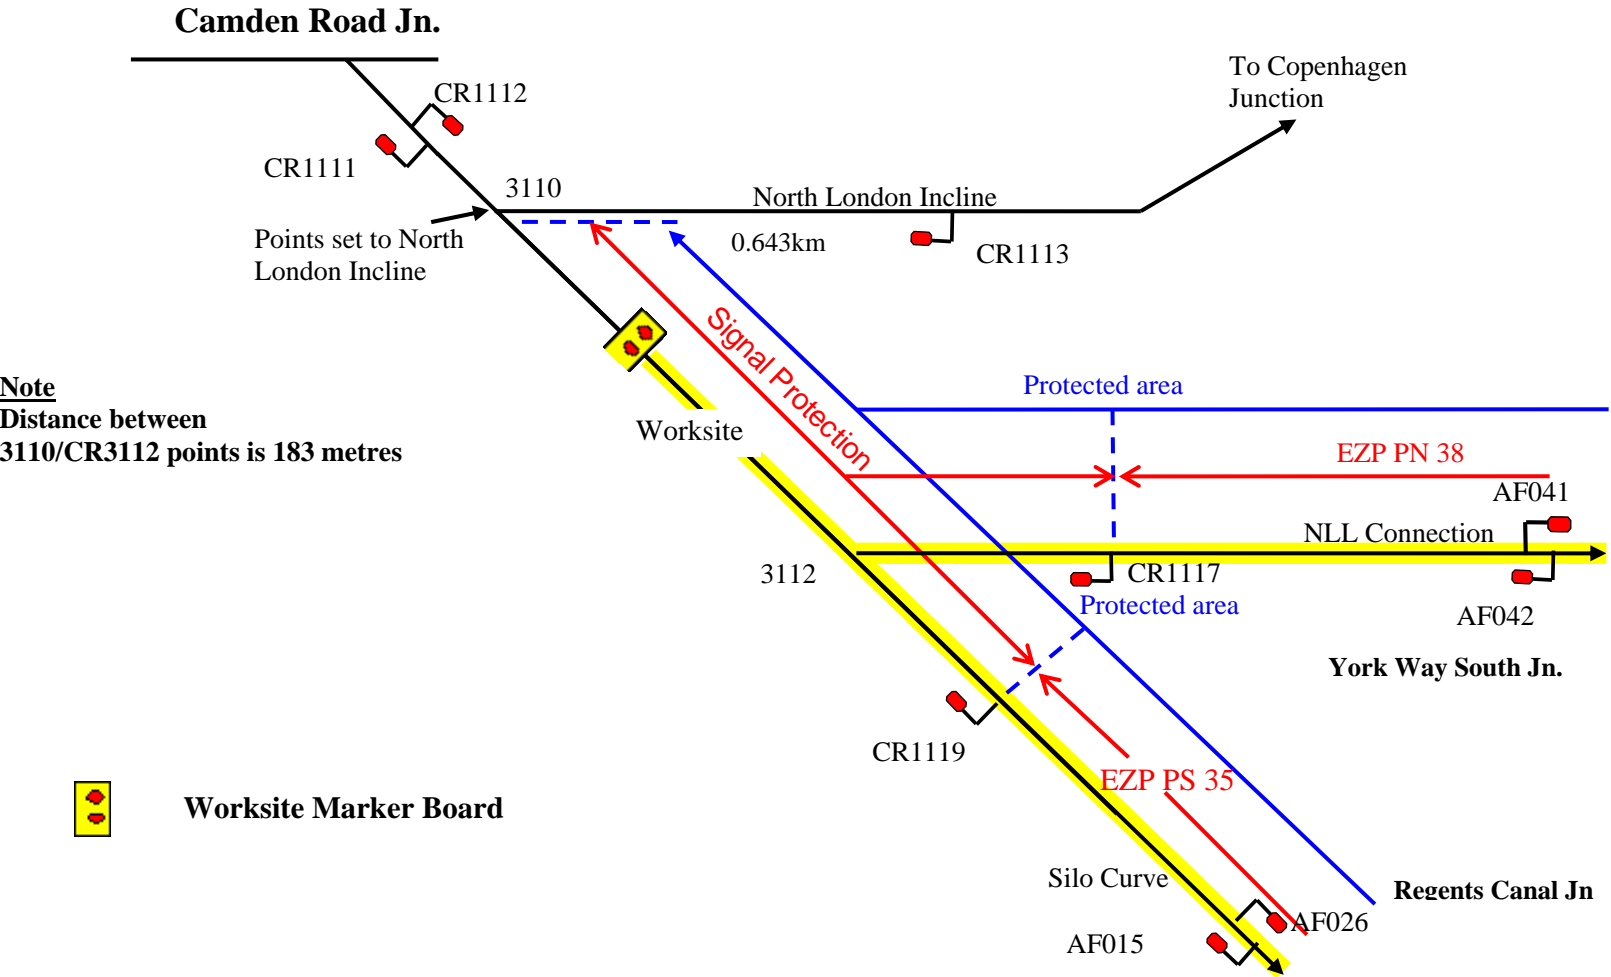 Camden Road Jn.
To Copenhagen
Junction
CR1112
CR1111
3110
North London Incline
Points set to North
London Incline
0.643km
CR1113
Signal Protection
Note
Distance between
3110/CR3112 points is 183 metres
Protected area
Worksite
EZP PN 38
AF041
NLL Connection
3112
CR1117
Protected area
AF042
York Way South Jn.
CR1119
EZP PS 35
Worksite Marker Board
Silo Curve
Regents Canal Jn
AF026
AF015